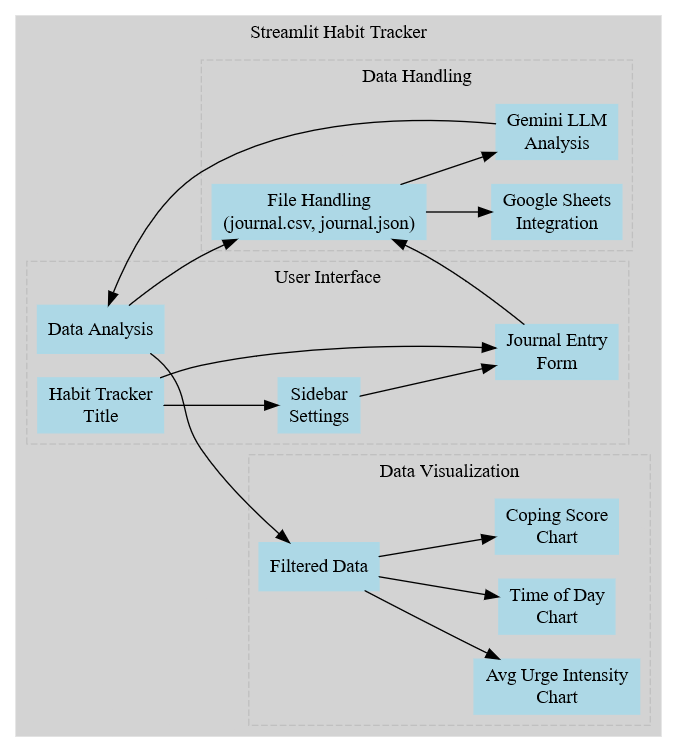 Streamlit Habit Tracker
Data Handling
Gemini LLM
Analysis
File Handling
(journal.csv, journal.json)
Google Sheets
Integration
User Interface
Data Analysis
Journal Entry
Form
Habit Tracker
Title
Sidebar
Settings
Data Visualization
Coping Score
Chart
Filtered Data
Time of Day
Chart
Avg Urge Intensity
Chart